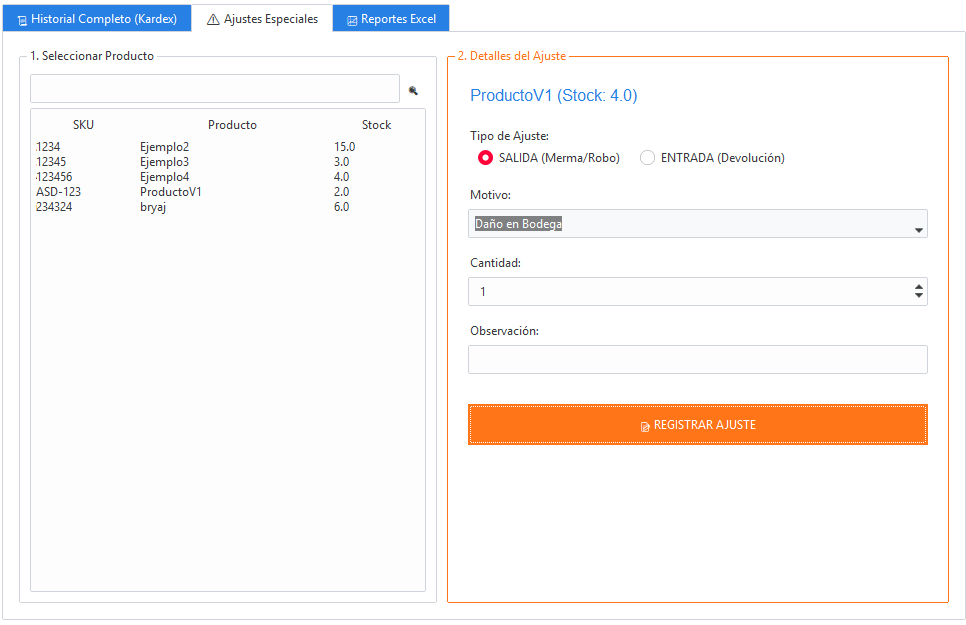 Historial Completo (Kardex) Ajustes Especiales Reportes Excel
1. Seleccionar Producto
SKU Producto Stock
1234 Ejemplo2 15.0
12345 Ejemplo3 3.0
123456 Ejemplo4 4.0
ASD-123 ProductoV1 2.0
234324 bryaj 6.0
2. Detalles del Ajuste
ProductoV1 (Stock: 4.0)
Tipo de Ajuste:
SALIDA (Merma/Robo) ENTRADA (Devolución)
Motivo:
Daño en Bodega
Cantidad:
1
Observación:
REGISTRAR AJUSTE